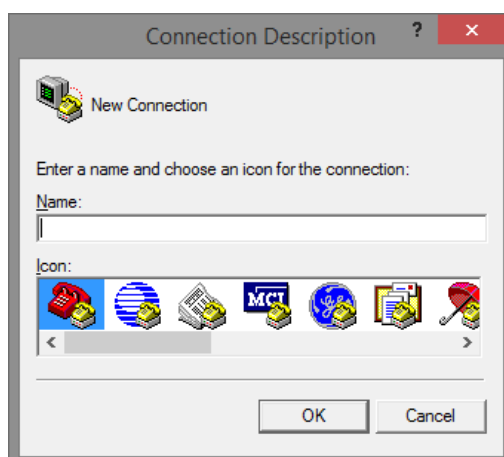 Connection Description
?
New Connection
Enter a name and choose an icon for the connection:
Name:
Icon:
MCI
OK
Cancel